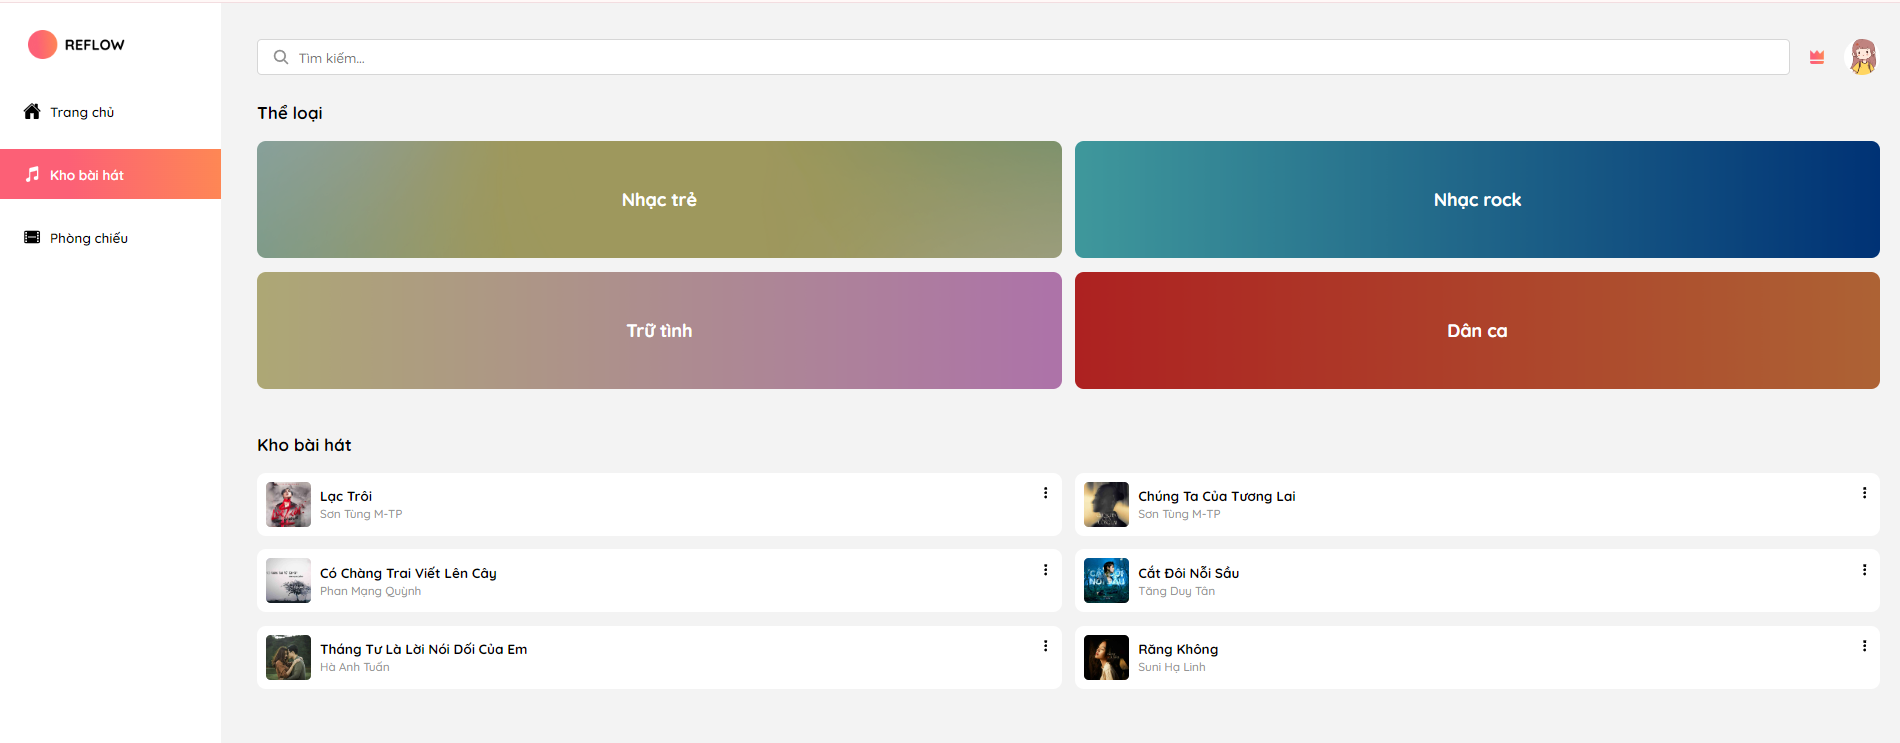 REFLOW
Tìm kiếm...
Trang chủ
Kho bài hát
Phòng chiếu
Thể loại
Nhạc trẻ
Nhạc rock
Trữ tình
Dân ca
Kho bài hát
Lạc Trôi
Sơn Tùng M-TP
Chúng Ta Của Tương Lai
Sơn Tùng M-TP
Có Chàng Trai Viết Lên Cây
Phan Mạng Quỳnh
Cắt Đôi Nỗi Sầu
Tăng Duy Tân
Tháng Tư Là Lời Nói Dối Của Em
Hà Anh Tuấn
Răng Không
Suni Hạ Linh